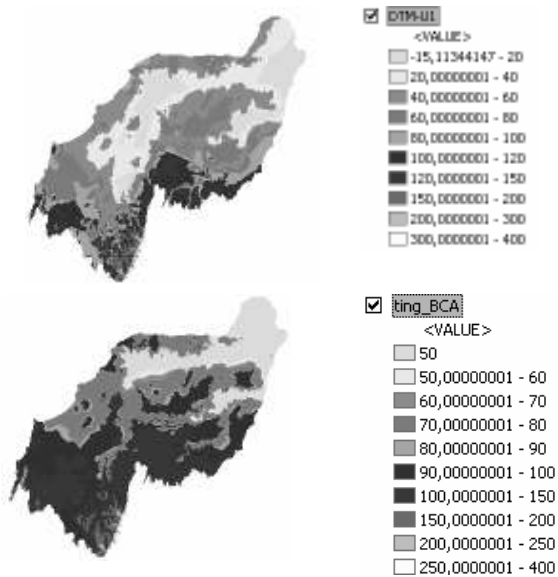 DTM-U1
<VALUE>
-15,11344147 - 20
20,00000001 - 40
40,00000001 - 60
60,00000001 - 80
80,00000001 - 100
100,0000001 - 120
120,0000001 - 150
150,0000001 - 200
200,0000001 - 300
300,0000001 - 400
ting_BCA
<VALUE>
50
50,00000001 - 60
60,00000001 - 70
70,00000001 - 80
80,00000001 - 90
90,00000001 - 100
100,0000001 - 150
150,0000001 - 200
200,0000001 - 250
250,0000001 - 400